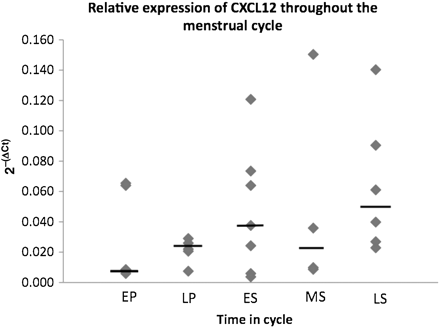 Relative expression of CXCL12 throughout the
menstrual cycle
2–(ΔCt)
0.160
0.140
0.120
0.100
0.080
0.060
0.040
0.020
0.000
EP LP ES MS LS
Time in cycle